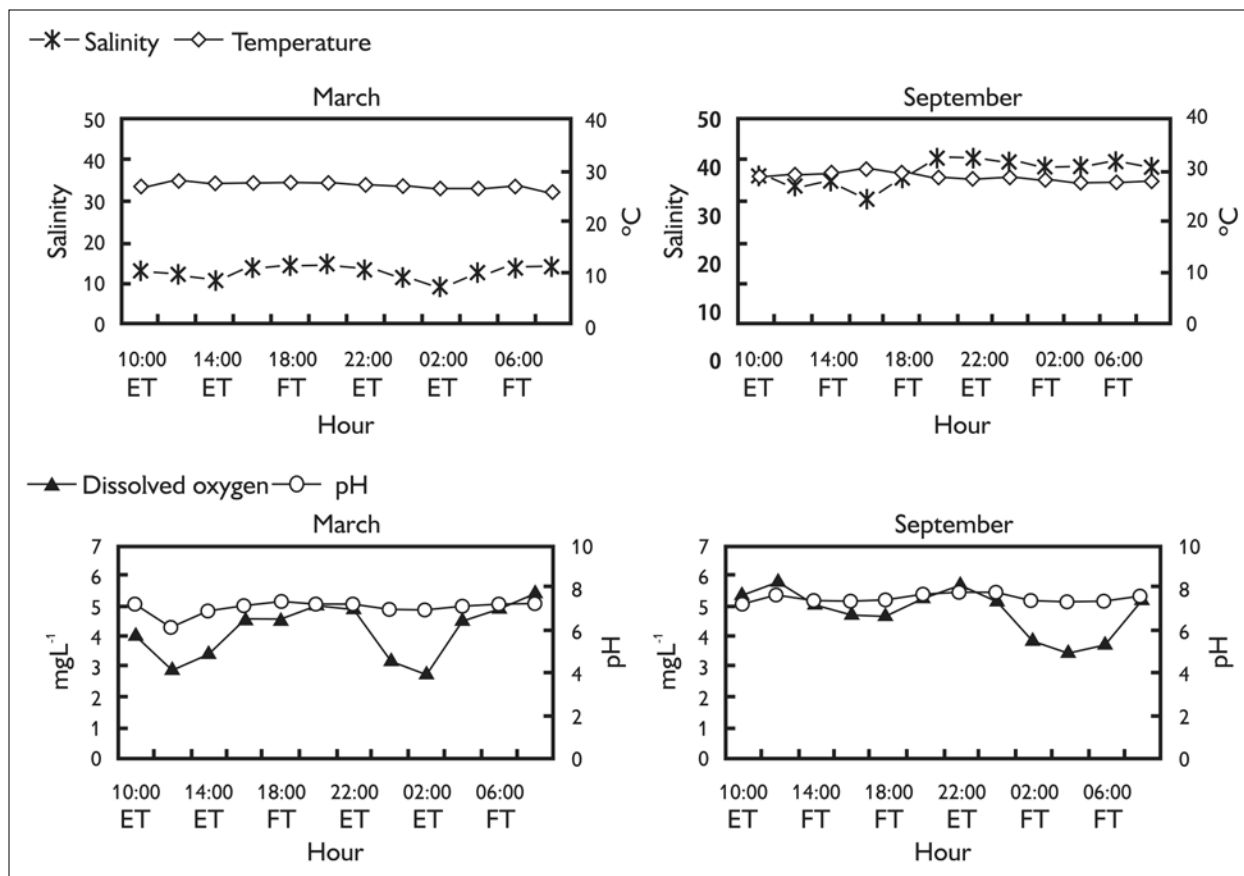 Salinity Temperature
March
50
40
30
20
10
0
Salinity
40
30
20
10
0
°C
10:00 14:00 18:00 22:00 02:00 06:00
ET ET FT ET ET FT
Hour
September
50
40
30
20
10
0
Salinity
40
30
20
10
0
°C
10:00 14:00 18:00 22:00 02:00 06:00
ET FT FT ET FT FT
Hour
Dissolved oxygen pH
March
7
6
5
4
3
2
1
0
mgL⁻¹
10
8
6
4
2
0
pH
10:00 14:00 18:00 22:00 02:00 06:00
ET ET FT ET ET FT
Hour
September
7
6
5
4
3
2
1
0
mgL⁻¹
10
8
6
4
2
0
pH
10:00 14:00 18:00 22:00 02:00 06:00
ET FT FT ET FT FT
Hour